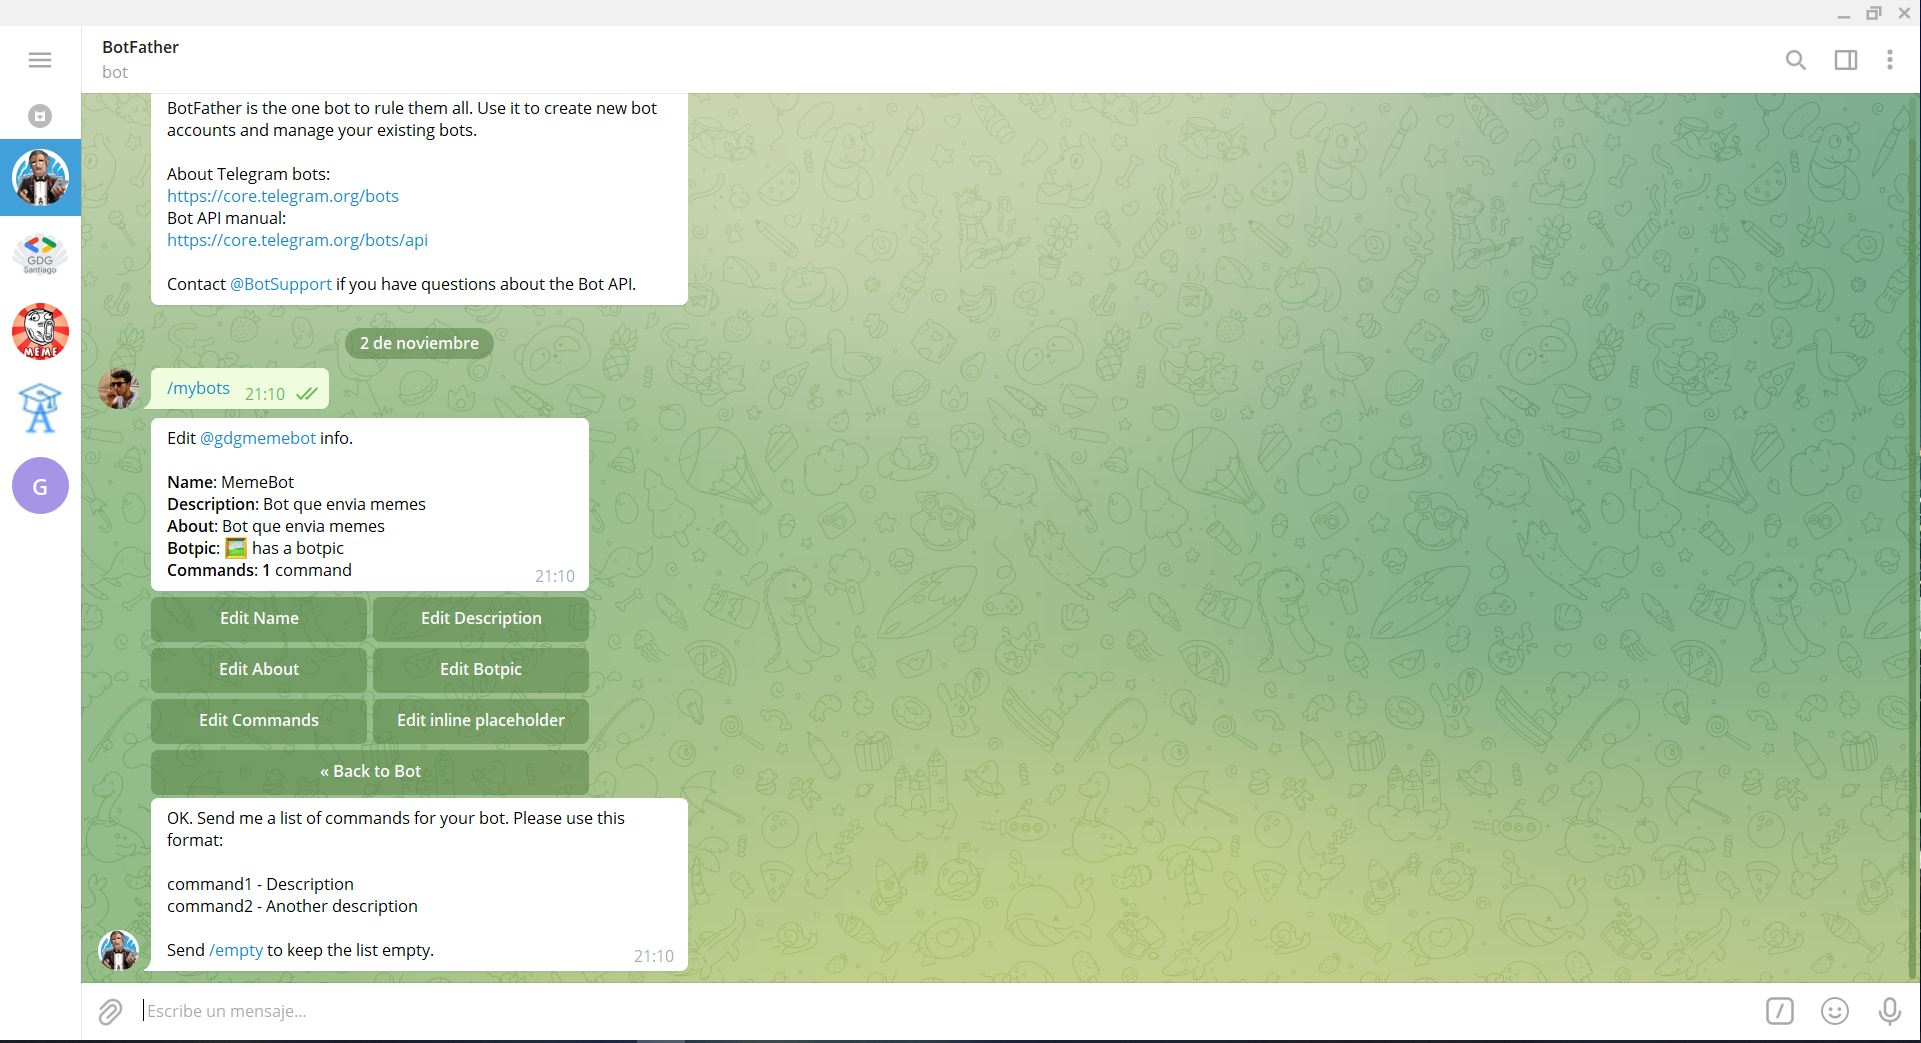 BotFather
bot
BotFather is the one bot to rule them all. Use it to create new bot
accounts and manage your existing bots.
About Telegram bots:
https://core.telegram.org/bots
Bot API manual:
https://core.telegram.org/bots/api
Contact @BotSupport if you have questions about the Bot API.
GDG
Santiago
MEME
A
G
2 de noviembre
/mybots 21:10
Edit @gdgmemebot info.
Name: MemeBot
Description: Bot que envia memes
About: Bot que envia memes
Botpic: 🖼 has a botpic
Commands: 1 command
21:10
Edit Name
Edit Description
Edit About
Edit Botpic
Edit Commands
Edit inline placeholder
« Back to Bot
OK. Send me a list of commands for your bot. Please use this
format:
command1 - Description
command2 - Another description
Send /empty to keep the list empty.
21:10
Escribe un mensaje...